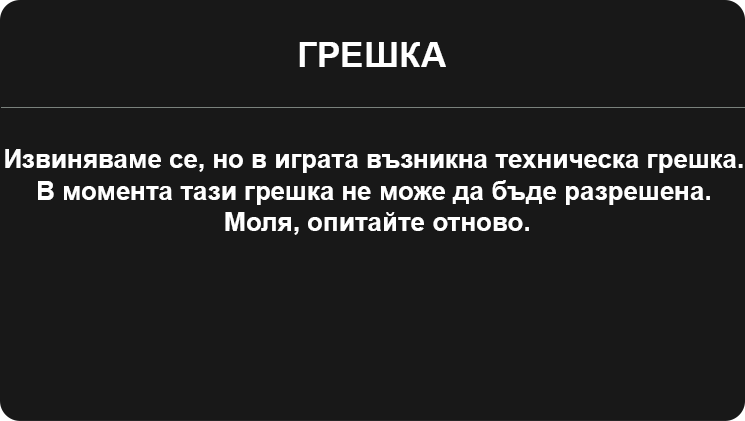 ГРЕШКА
Извиняваме се, но в играта възникна техническа грешка.
В момента тази грешка не може да бъде разрешена.
Моля, опитайте отново.